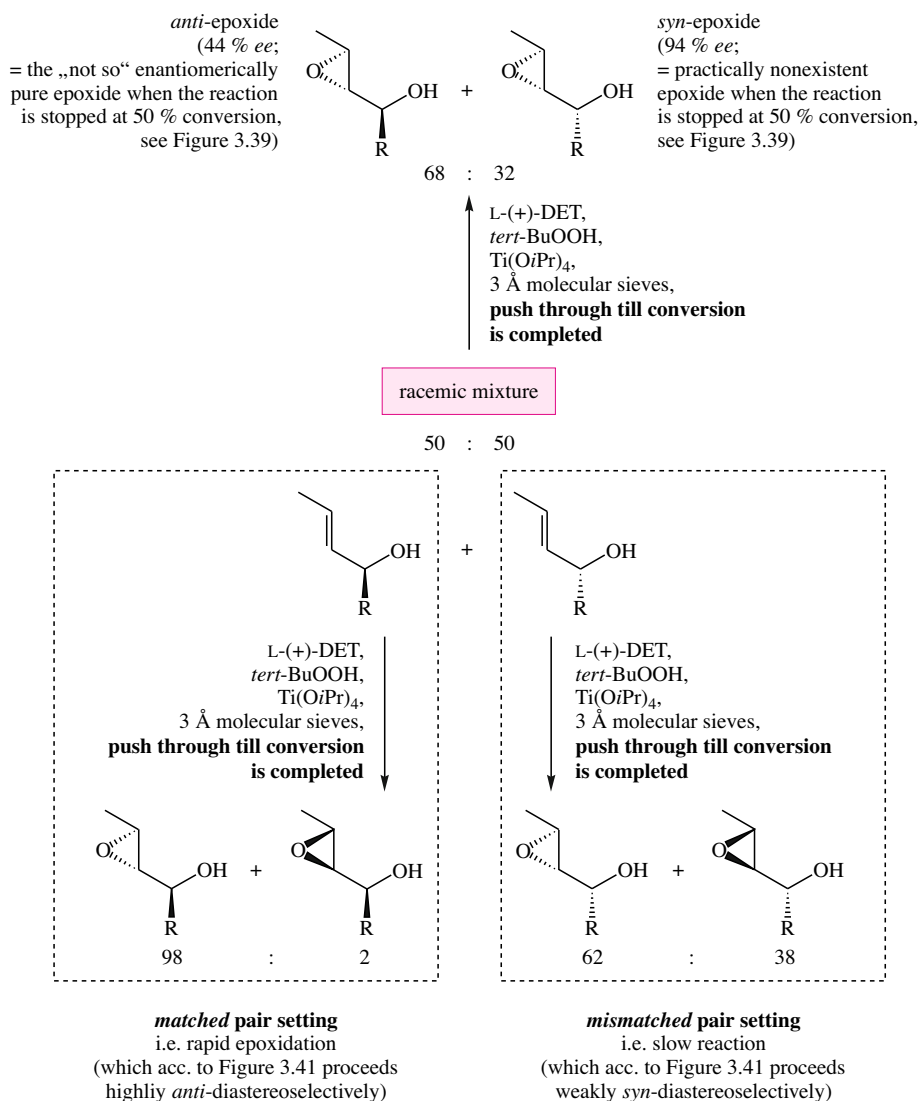 anti-epoxide
(44 % ee;
= the „not so“ enantiomerically
pure epoxide when the reaction
is stopped at 50 % conversion,
see Figure 3.39)
O
OH
R
+
O
OH
R
syn-epoxide
(94 % ee;
= practically nonexistent
epoxide when the reaction
is stopped at 50 % conversion,
see Figure 3.39)
68 : 32
L-(+)-DET,
tert-BuOOH,
Ti(OiPr)4,
3 Å molecular sieves,
push through till conversion
is completed
racemic mixture
50 : 50
OH
R
+
OH
R
L-(+)-DET,
tert-BuOOH,
Ti(OiPr)4,
3 Å molecular sieves,
push through till conversion
is completed
L-(+)-DET,
tert-BuOOH,
Ti(OiPr)4,
3 Å molecular sieves,
push through till conversion
is completed
O
OH
R
+
O
OH
R
98 : 2
O
OH
R
+
O
OH
R
62 : 38
matched pair setting
i.e. rapid epoxidation
(which acc. to Figure 3.41 proceeds
highliy anti-diastereoselectively)
mismatched pair setting
i.e. slow reaction
(which acc. to Figure 3.41 proceeds
weakly syn-diastereoselectively)